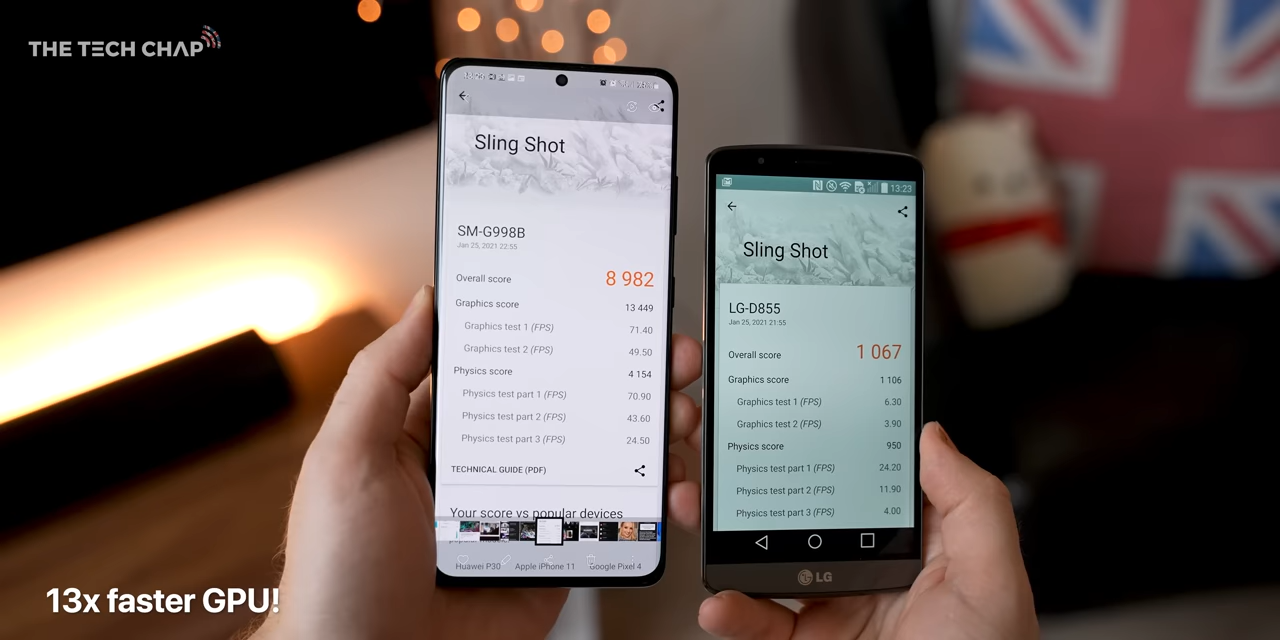 THE TECH CHAP
Sling Shot
SM-G998B
Jan 25, 2021 22:55
Overall score 8 982
Graphics score 13 449
Graphics test 1 (FPS) 71.40
Graphics test 2 (FPS) 49.50
Physics score 4 154
Physics test part 1 (FPS) 70.90
Physics test part 2 (FPS) 43.60
Physics test part 3 (FPS) 24.50
TECHNICAL GUIDE (PDF)
Your score vs popular devices
Huawei P30 Apple iPhone 11 Google Pixel 4
13:23
Sling Shot
LG-D855
Jan 25, 2021 21:55
Overall score 1 067
Graphics score 1 106
Graphics test 1 (FPS) 6.30
Graphics test 2 (FPS) 3.90
Physics score 950
Physics test part 1 (FPS) 24.20
Physics test part 2 (FPS) 11.90
Physics test part 3 (FPS) 4.00
LG
13x faster GPU!